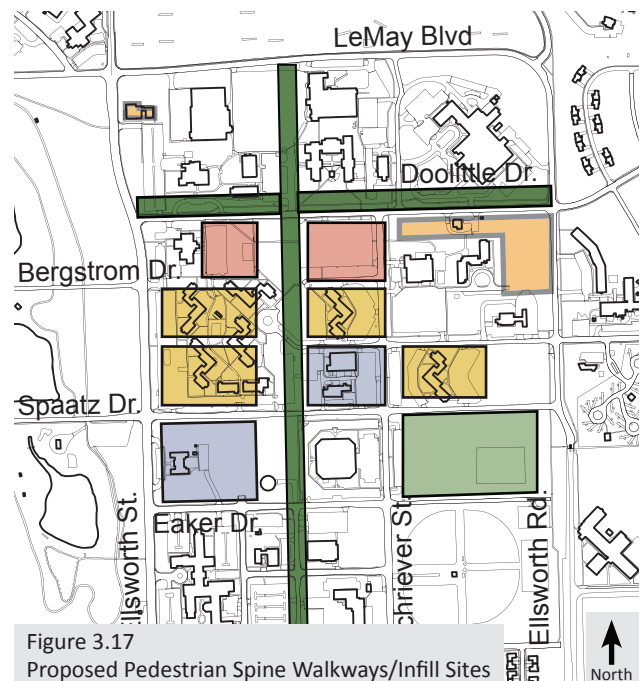 LeMay Blvd
Doolittle Dr.
Bergstrom Dr.
Spaatz Dr.
Eaker Dr.
Ellsworth St.
chriever St.
Ellsworth Rd.
Figure 3.17
Proposed Pedestrian Spine Walkways/Infill Sites
North